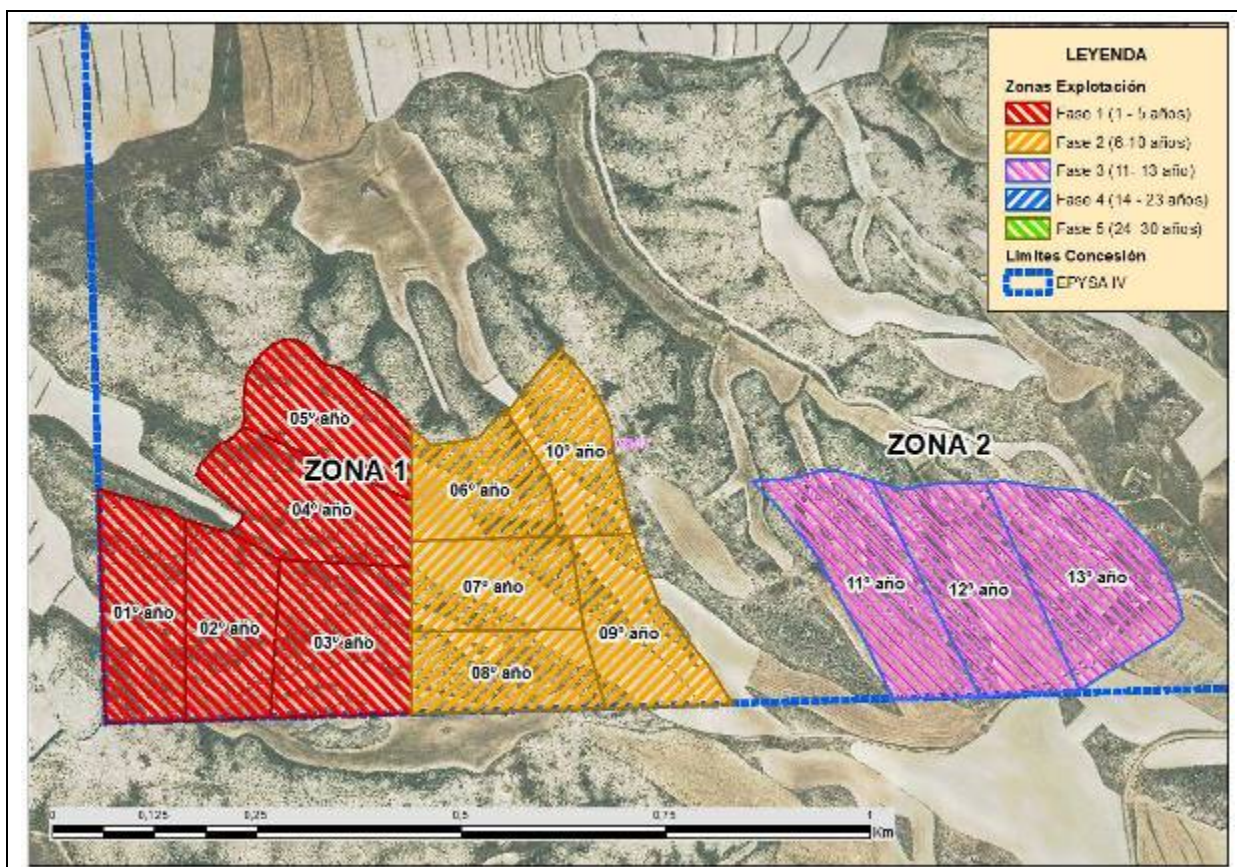 LEYENDA
Zonas Explotación
Fase 1 (1 - 5 años)
Fase 2 (6-10 años)
Fase 3 (11- 13 año)
Fase 4 (14 - 23 años)
Fase 5 (24- 30 años)
Limites Concesión
EPYSA IV
05º año
ZONA 1
04º año
01º año
02º año
03º año
10º año
06º año
07º año
08º año
09º año
ZONA 2
11º año
12º año
13º año
0 0,125 0,25 0,5 0,75 1
Km